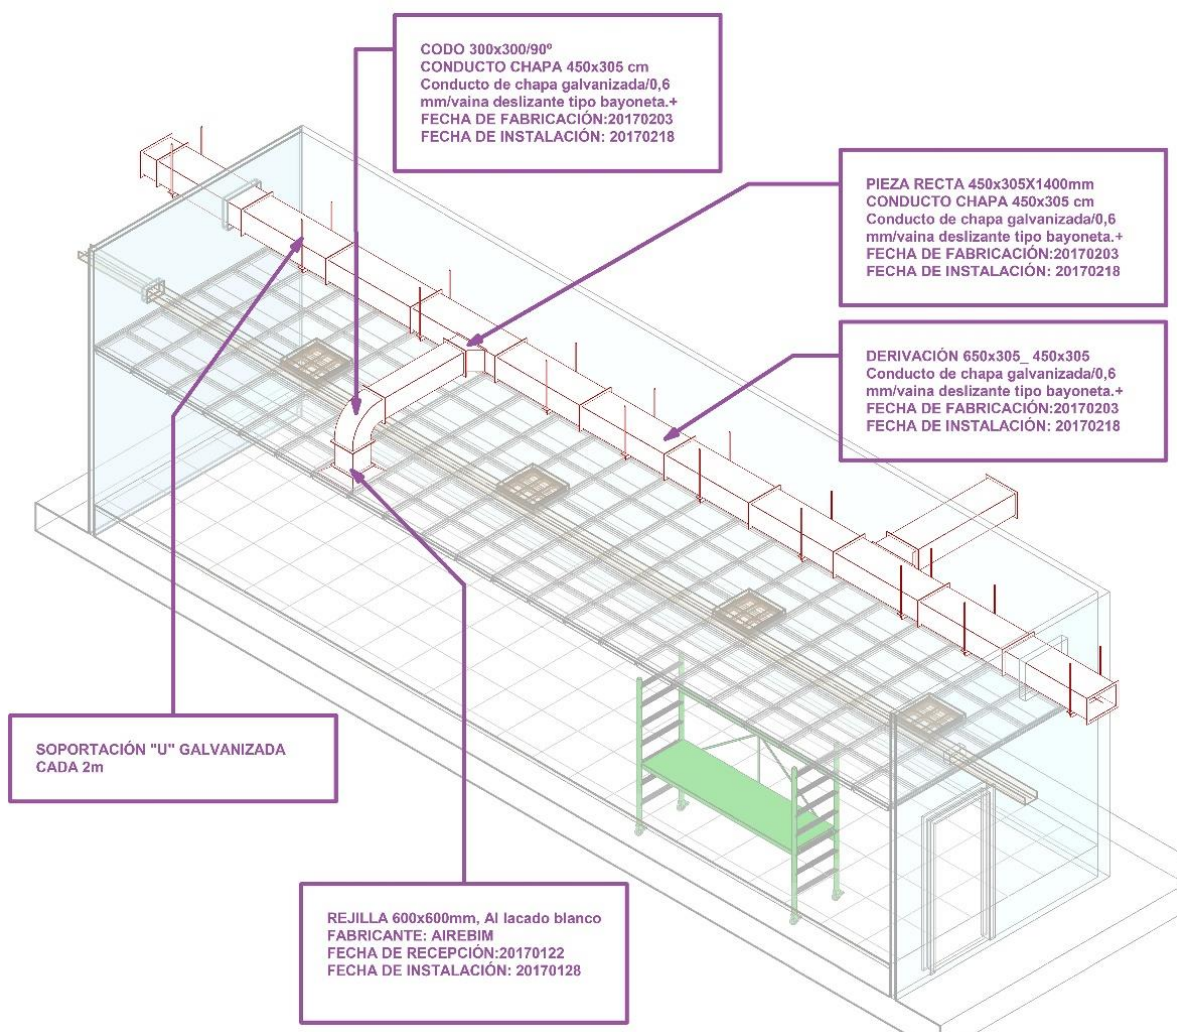 CODO 300x300/90º
CONDUCTO CHAPA 450x305 cm
Conducto de chapa galvanizada/0,6
mm/vaina deslizante tipo bayoneta.+
FECHA DE FABRICACIÓN:20170203
FECHA DE INSTALACIÓN: 20170218
PIEZA RECTA 450x305X1400mm
CONDUCTO CHAPA 450x305 cm
Conducto de chapa galvanizada/0,6
mm/vaina deslizante tipo bayoneta.+
FECHA DE FABRICACIÓN:20170203
FECHA DE INSTALACIÓN: 20170218
DERIVACIÓN 650x305_ 450x305
Conducto de chapa galvanizada/0,6
mm/vaina deslizante tipo bayoneta.+
FECHA DE FABRICACIÓN:20170203
FECHA DE INSTALACIÓN: 20170218
SOPORTACIÓN "U" GALVANIZADA
CADA 2m
REJILLA 600x600mm, Al lacado blanco
FABRICANTE: AIREBIM
FECHA DE RECEPCIÓN:20170122
FECHA DE INSTALACIÓN: 20170128